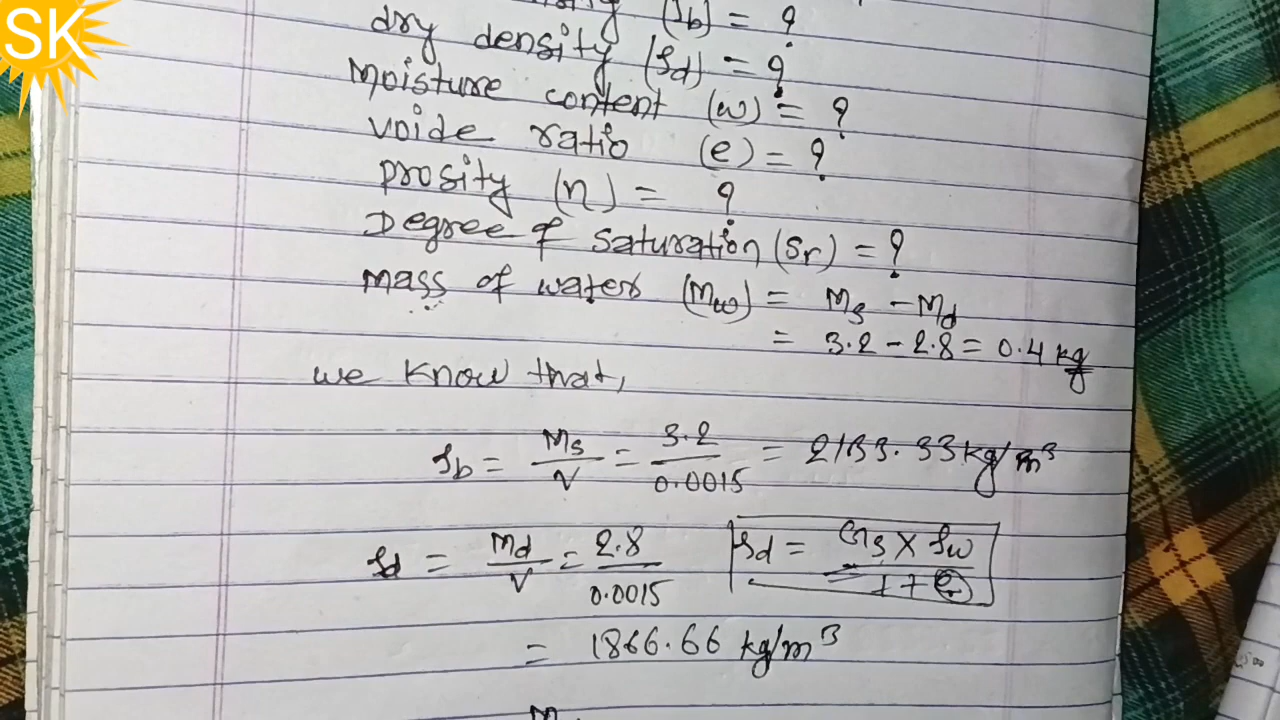 SK
(ρb) = ?
dry density (ρd) = ?
Moisture content (w) = ?
voide ratio (e) = ?
prosity (n) = ?
Degree of saturation (Sr) = ?
mass of water (Mw) = Ms - Md
= 3.2 - 2.8 = 0.4 kg
we know that,
ρb = Ms/V = 3.2/0.0015 = 2133.33 kg/m³
ρd = Md/V = 2.8/0.0015
ρd = Gs × ρw / 1 + e
= 1866.66 kg/m³